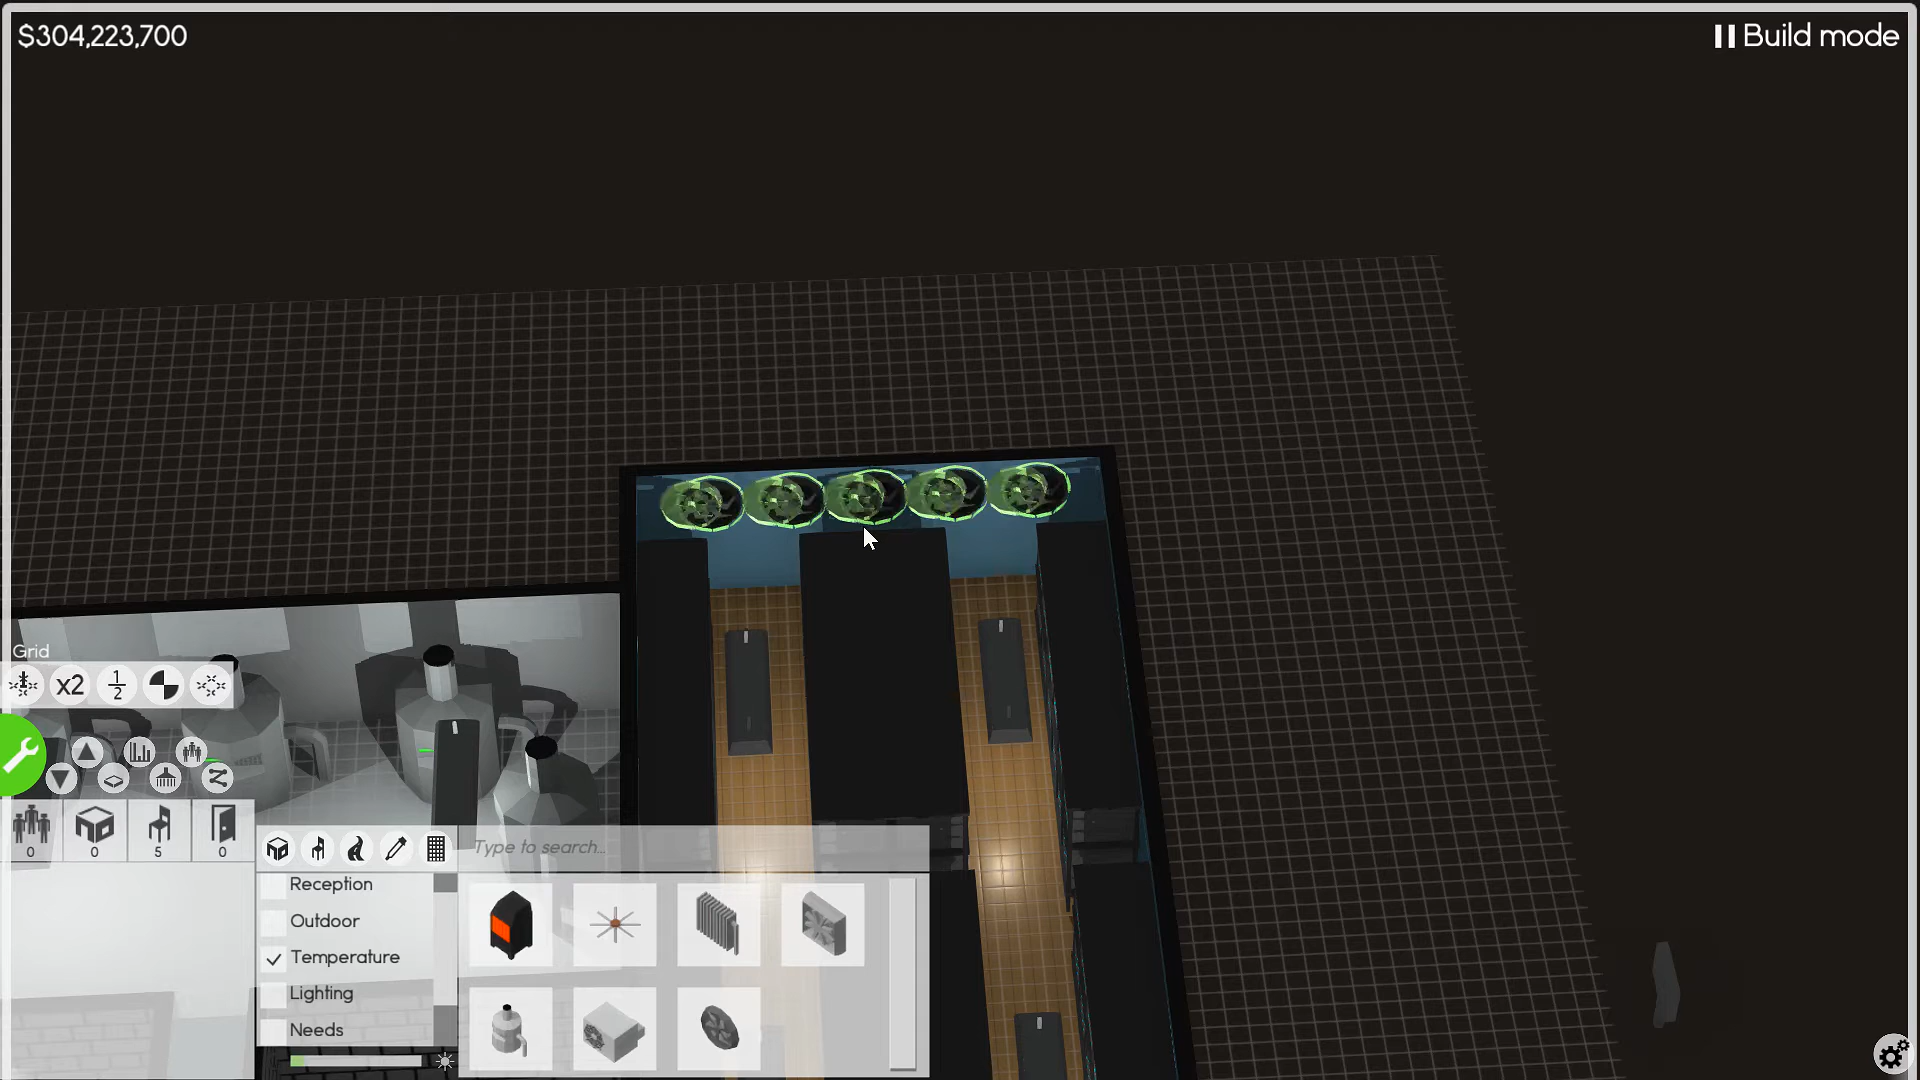 $304,223,700
Build mode
Grid
x2
1
2
0
0
5
0
Type to search...
Reception
Outdoor
Temperature
Lighting
Needs